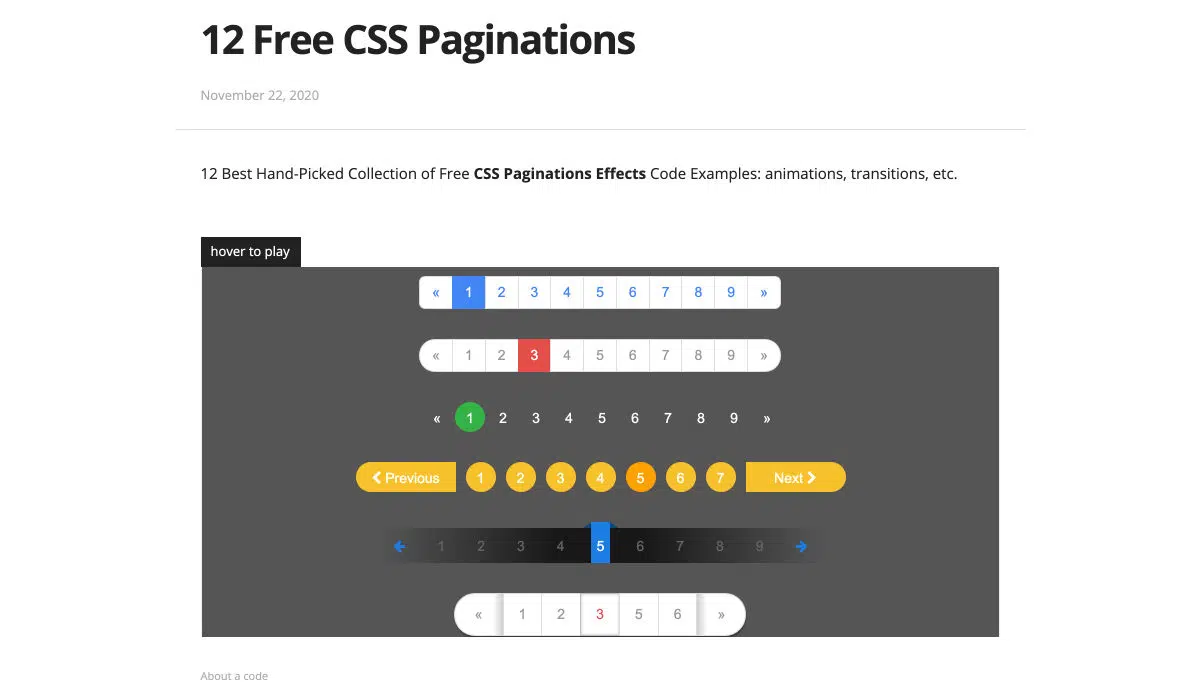 12 Free CSS Paginations
November 22, 2020
12 Best Hand-Picked Collection of Free CSS Paginations Effects Code Examples: animations, transitions, etc.
hover to play
« 1 2 3 4 5 6 7 8 9 »
« 1 2 3 4 5 6 7 8 9 »
« 1 2 3 4 5 6 7 8 9 »
Previous 1 2 3 4 5 6 7 Next
1 2 3 4 5 6 7 8 9
« 1 2 3 5 6 »
About a code